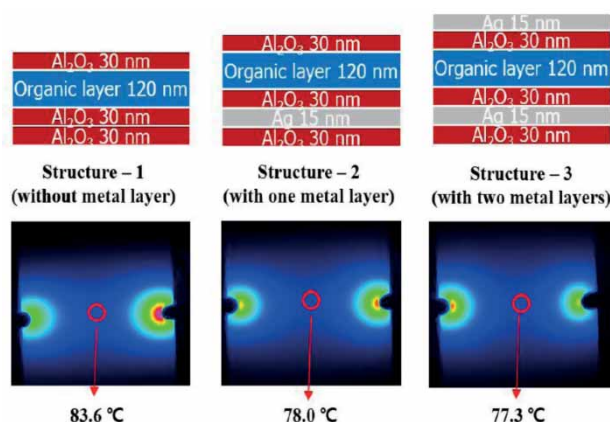 Al₂O₃ 30 nm
Organic layer 120 nm
Al₂O₃ 30 nm
Al₂O₃ 30 nm
Structure – 1
(without metal layer)
83.6 ℃
Al₂O₃ 30 nm
Organic layer 120 nm
Al₂O₃ 30 nm
Ag 15 nm
Al₂O₃ 30 nm
Structure – 2
(with one metal layer)
78.0 ℃
Ag 15 nm
Al₂O₃ 30 nm
Organic layer 120 nm
Al₂O₃ 30 nm
Ag 15 nm
Al₂O₃ 30 nm
Structure – 3
(with two metal layers)
77.3 ℃